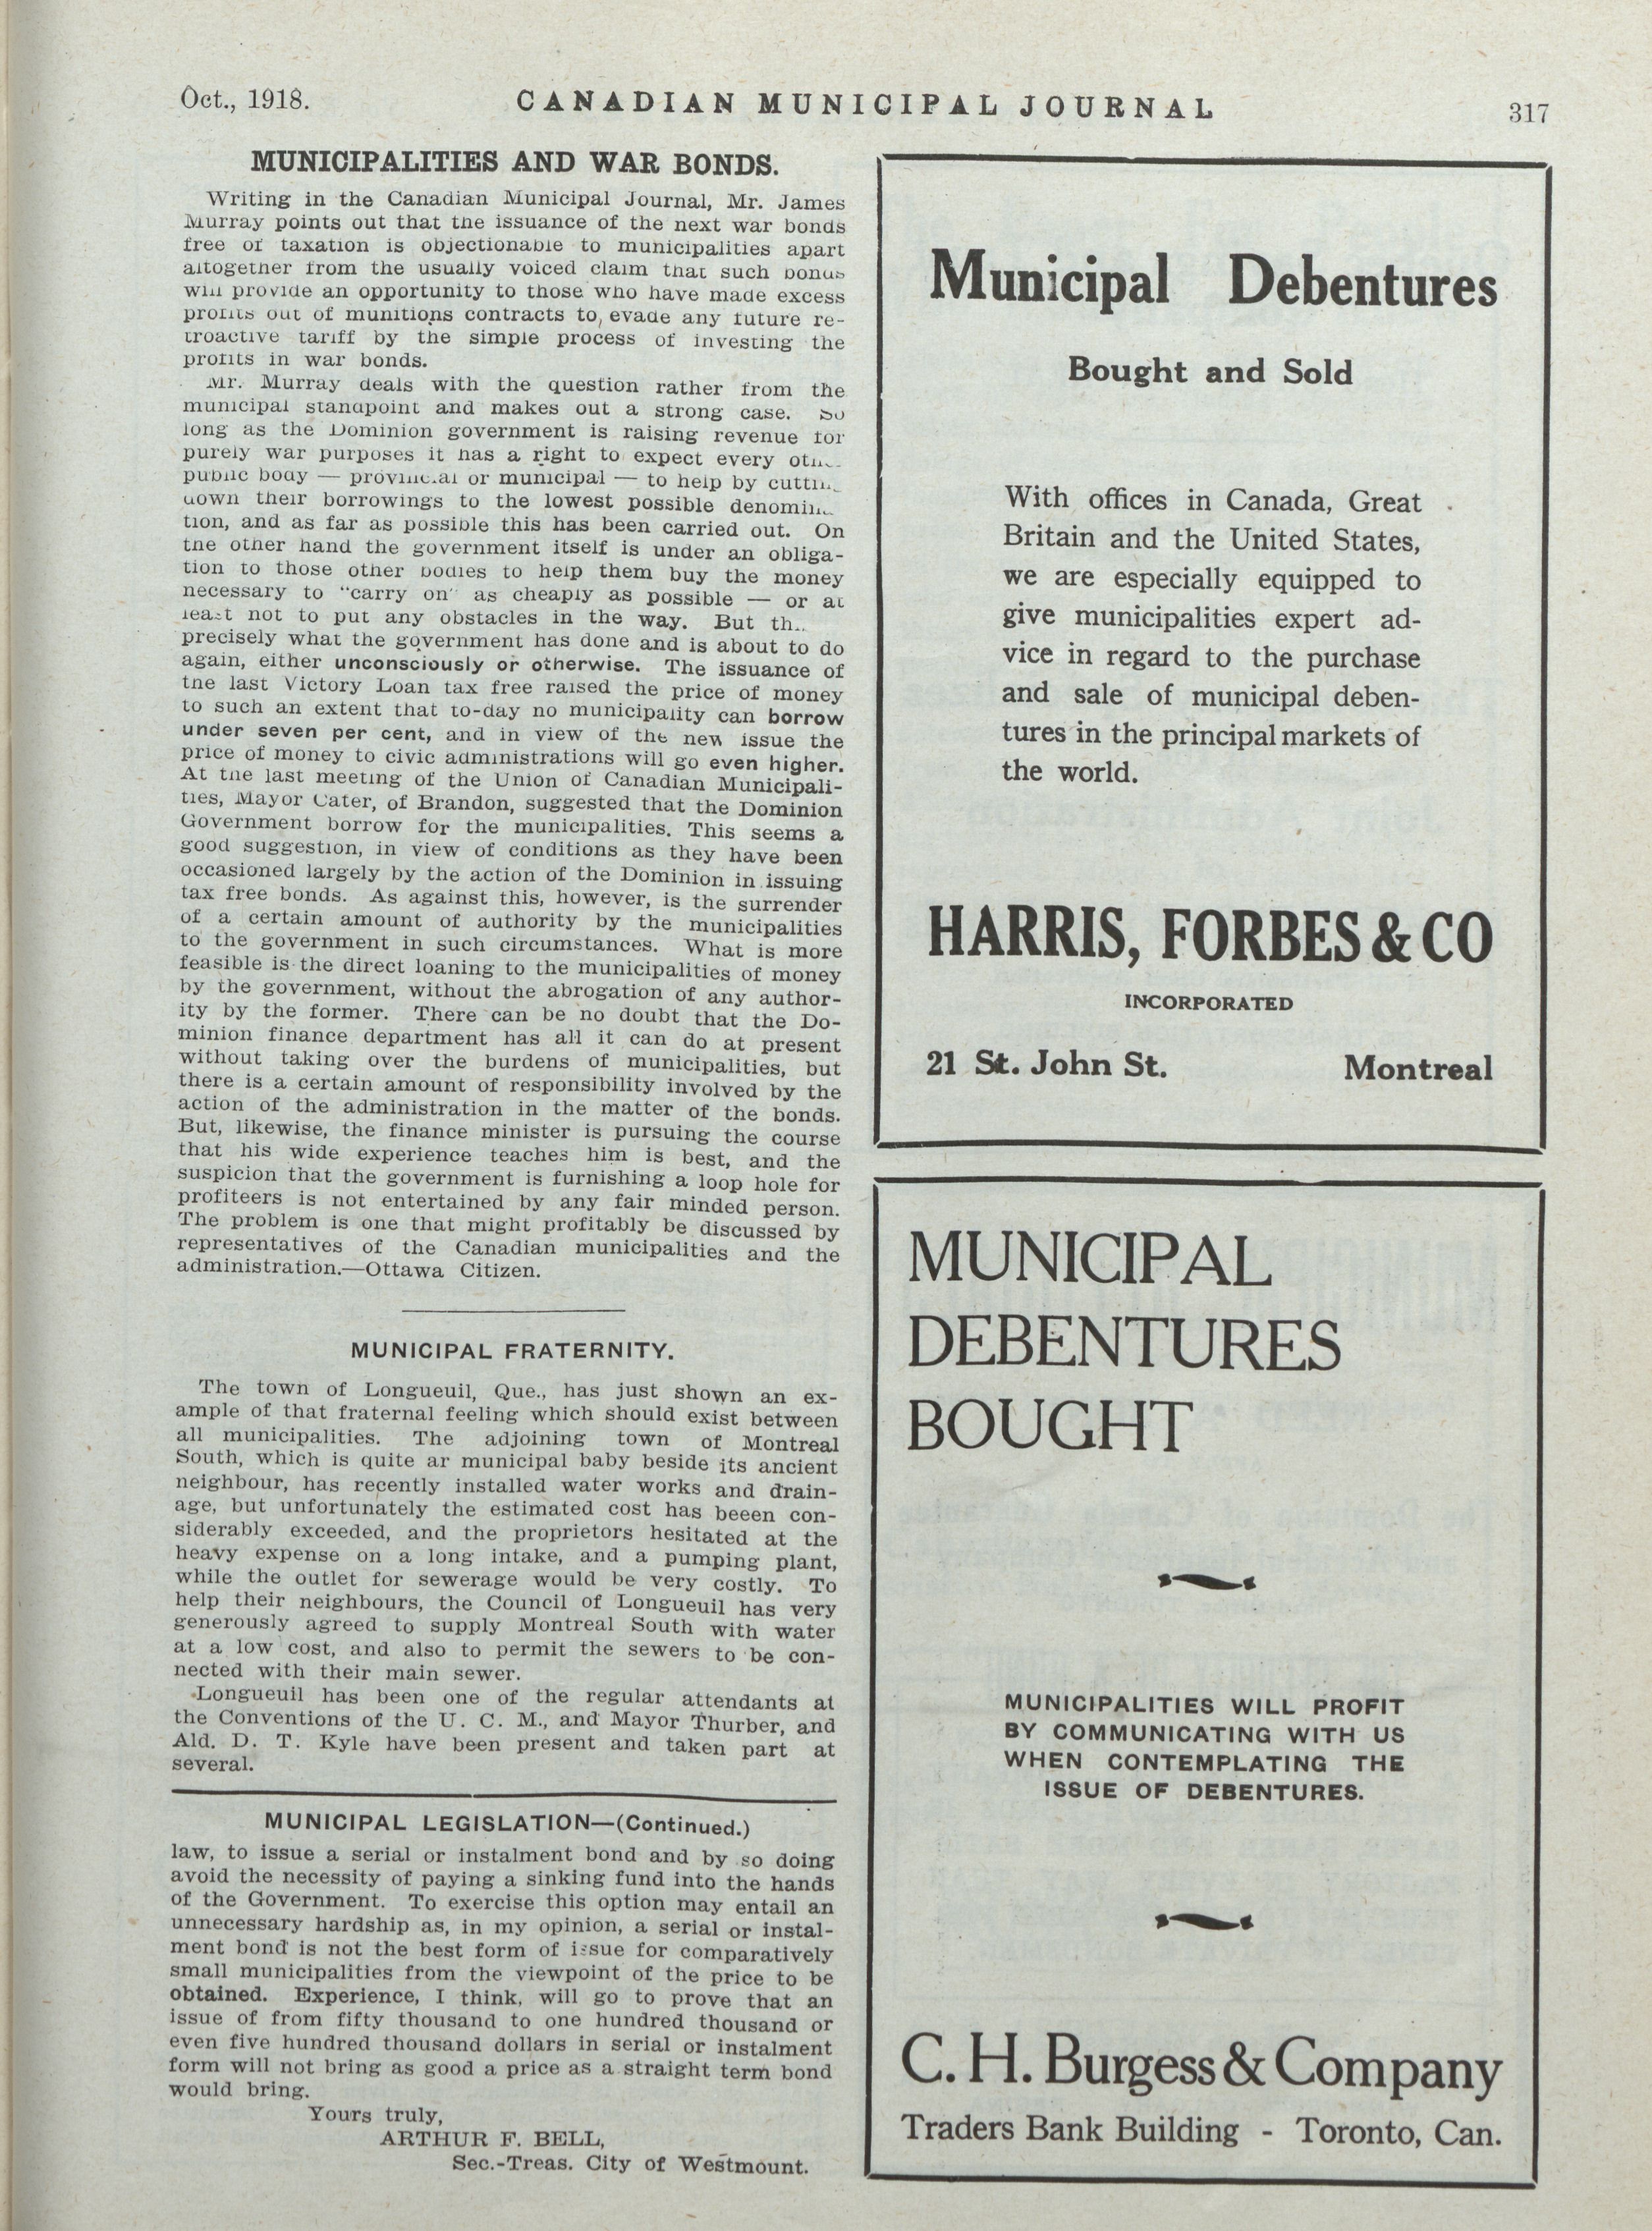 Oct., 1918.
CANADIAN MUNICIPAL JOURNAL
317
MUNICIPALITIES AND WAR BONDS.
Writing in the Canadian Municipal Journal, Mr. James
Murray points out that the issuance of the next war bonds
free of taxation is objectionable to municipalities apart
altogether from the usually voiced claim that such bonds
will provide an opportunity to those who have made excess
profits out of munitions contracts to, evade any future re-
troactive tariff by the simple process of investing the
profits in war bonds.
Mr. Murray deals with the question rather from the
municipal standpoint and makes out a strong case. So
long as the Dominion government is raising revenue for
purely war purposes it has a right to expect every
public body — provincial or municipal — to help by
down their borrowings to the lowest possible
tion, and as far as possible this has been carried out. On
the other hand the government itself is under an obliga-
tion to those other bodies to help them buy the money
necessary to "carry on" as cheaply as possible — or at
least not to put any obstacles in the way. But
precisely what the government has done and is about to do
again, either unconsciously or otherwise. The issuance of
the last Victory Loan tax free raised the price of money
to such an extent that to-day no municipality can borrow
under seven per cent, and in view of the new issue the
price of money to civic administrations will go even higher.
At the last meeting of the Union of Canadian Municipali-
ties, Mayor Cater, of Brandon, suggested that the Dominion
Government borrow for the municipalities. This seems a
good suggestion, in view of conditions as they have been
occasioned largely by the action of the Dominion in issuing
tax free bonds. As against this, however, is the surrender
of a certain amount of authority by the municipalities
to the government in such circumstances. What is more
feasible is the direct loaning to the municipalities of money
by the government, without the abrogation of any author-
ity by the former. There can be no doubt that the Do-
minion finance department has all it can do at present
without taking over the burdens of municipalities, but
there is a certain amount of responsibility involved by the
action of the administration in the matter of the bonds.
But, likewise, the finance minister is pursuing the course
that his wide experience teaches him is best, and the
suspicion that the government is furnishing a loop hole for
profiteers is not entertained by any fair minded person.
The problem is one that might profitably be discussed by
representatives of the Canadian municipalities and the
administration.—Ottawa Citizen.
MUNICIPAL FRATERNITY.
The town of Longueuil, Que., has just shown an ex-
ample of that fraternal feeling which should exist between
all municipalities. The adjoining town of Montreal
South, which is quite ar municipal baby beside its ancient
neighbour, has recently installed water works and drain-
age, but unfortunately the estimated cost has beeen con-
siderably exceeded, and the proprietors hesitated at the
heavy expense on a long intake, and a pumping plant,
while the outlet for sewerage would be very costly. To
help their neighbours, the Council of Longueuil has very
generously agreed to supply Montreal South with water
at a low cost, and also to permit the sewers to be con-
nected with their main sewer.
Longueuil has been one of the regular attendants at
the Conventions of the U. C. M., and Mayor Thurber, and
Ald. D. T. Kyle have been present and taken part at
several.
MUNICIPAL LEGISLATION—(Continued.)
law, to issue a serial or instalment bond and by so doing
avoid the necessity of paying a sinking fund into the hands
of the Government. To exercise this option may entail an
unnecessary hardship as, in my opinion, a serial or instal-
ment bond is not the best form of issue for comparatively
small municipalities from the viewpoint of the price to be
obtained. Experience, I think, will go to prove that an
issue of from fifty thousand to one hundred thousand or
even five hundred thousand dollars in serial or instalment
form will not bring as good a price as a straight term bond
would bring.
Yours truly,
ARTHUR F. BELL,
Sec.-Treas. City of Westmount.
Municipal Debentures
Bought and Sold
With offices in Canada, Great
Britain and the United States,
we are especially equipped to
give municipalities expert ad-
vice in regard to the purchase
and sale of municipal deben-
tures in the principal markets of
the world.
HARRIS, FORBES & CO
INCORPORATED
21 St. John St. Montreal
MUNICIPAL
DEBENTURES
BOUGHT
MUNICIPALITIES WILL PROFIT
BY COMMUNICATING WITH US
WHEN CONTEMPLATING THE
ISSUE OF DEBENTURES.
C. H. Burgess & Company
Traders Bank Building - Toronto, Can.